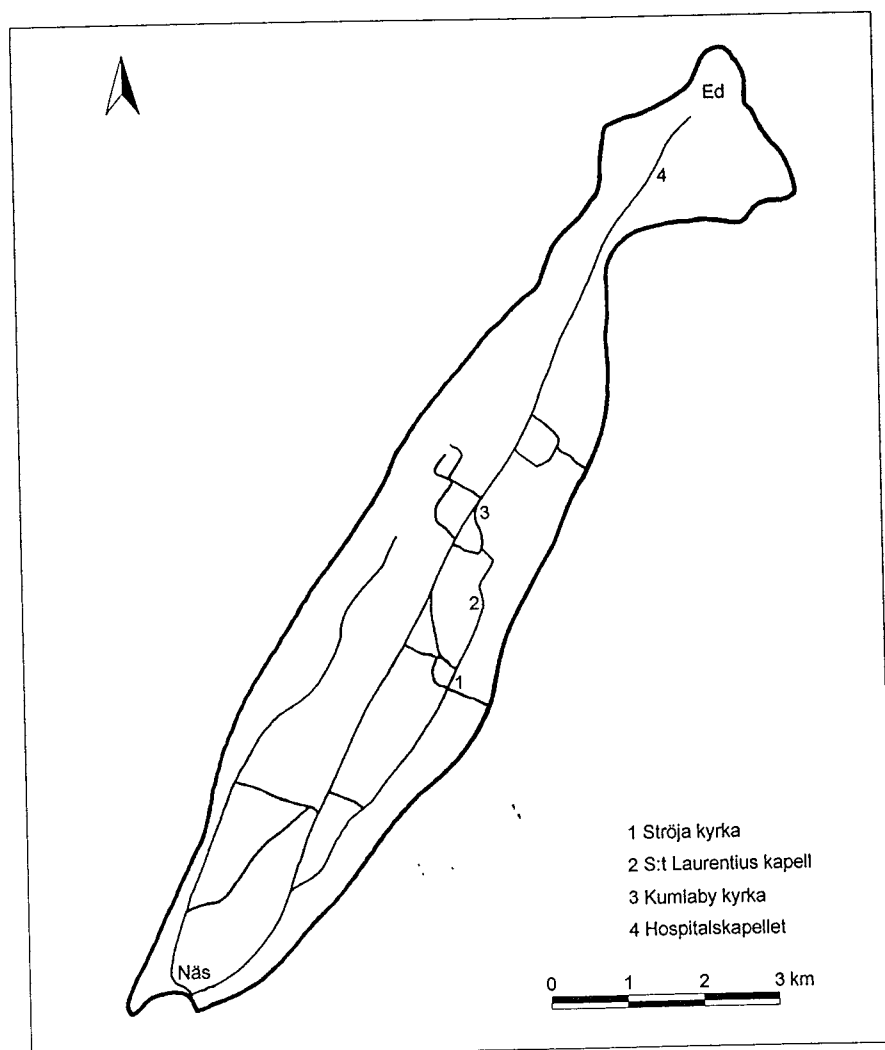 Ed
4
3
2
1
Näs
1 Ströja kyrka
2 S:t Laurentius kapell
3 Kumlaby kyrka
4 Hospitalskapellet
0 1 2 3 km